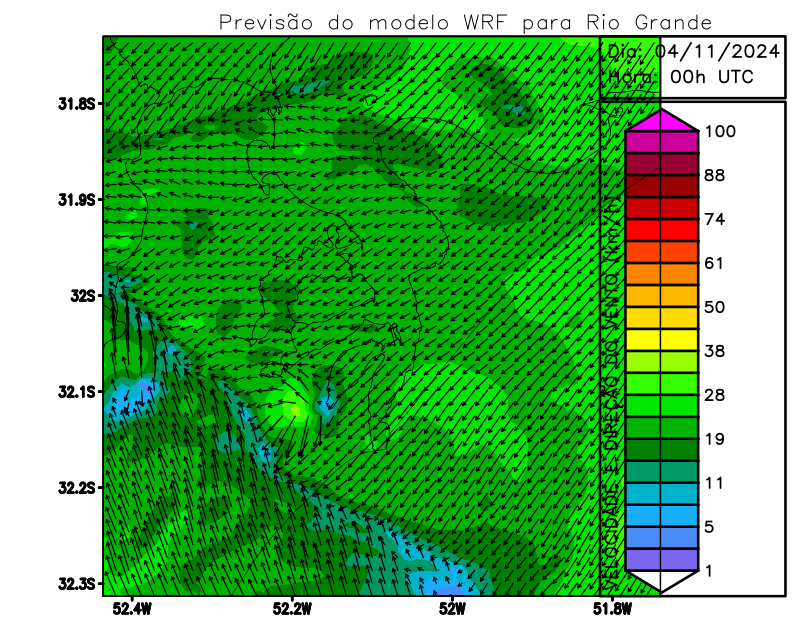 Previsão do modelo WRF para Rio Grande
Dia: 04/11/2024
Hora: 00h UTC
31.8S
31.9S
32S
32.1S
32.2S
32.3S
52.4W
52.2W
52W
51.8W
VELOCIDADE E DIREÇÃO DO VENTO (km/h)
100
88
74
61
50
38
28
19
11
5
1